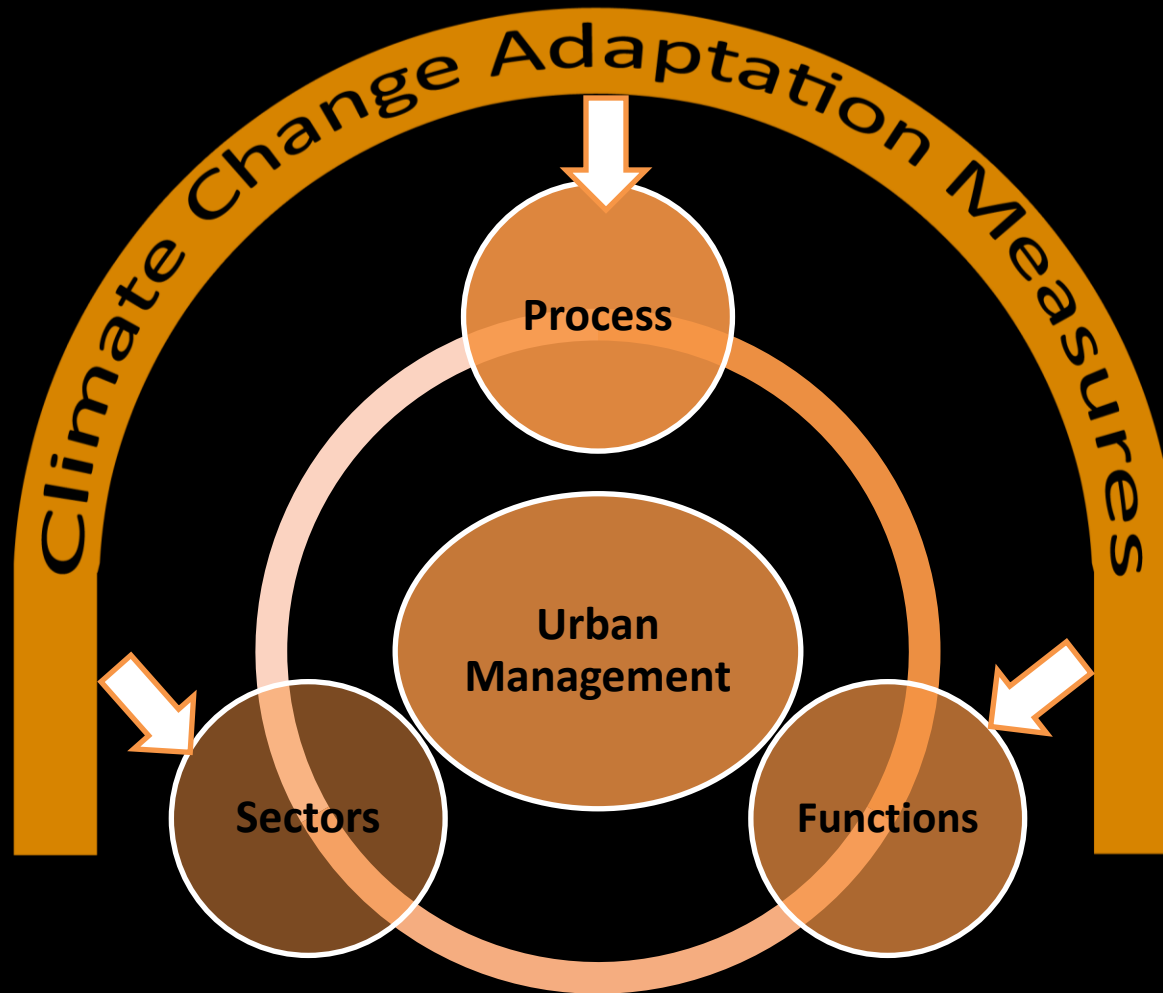 Climate Change Adaptation Measures
Process
Urban
Management
Sectors
Functions